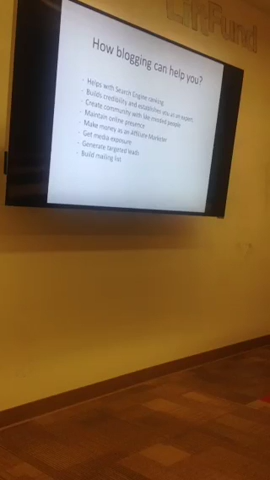 LiftFund
How blogging can help you?
- Helps with Search Engine ranking
- Builds credibility and establishes you as an expert
- Create community with like minded people
- Maintain online presence
- Make money as an Affiliate Marketer
- Get media exposure
- Generate targeted leads
- Build mailing list